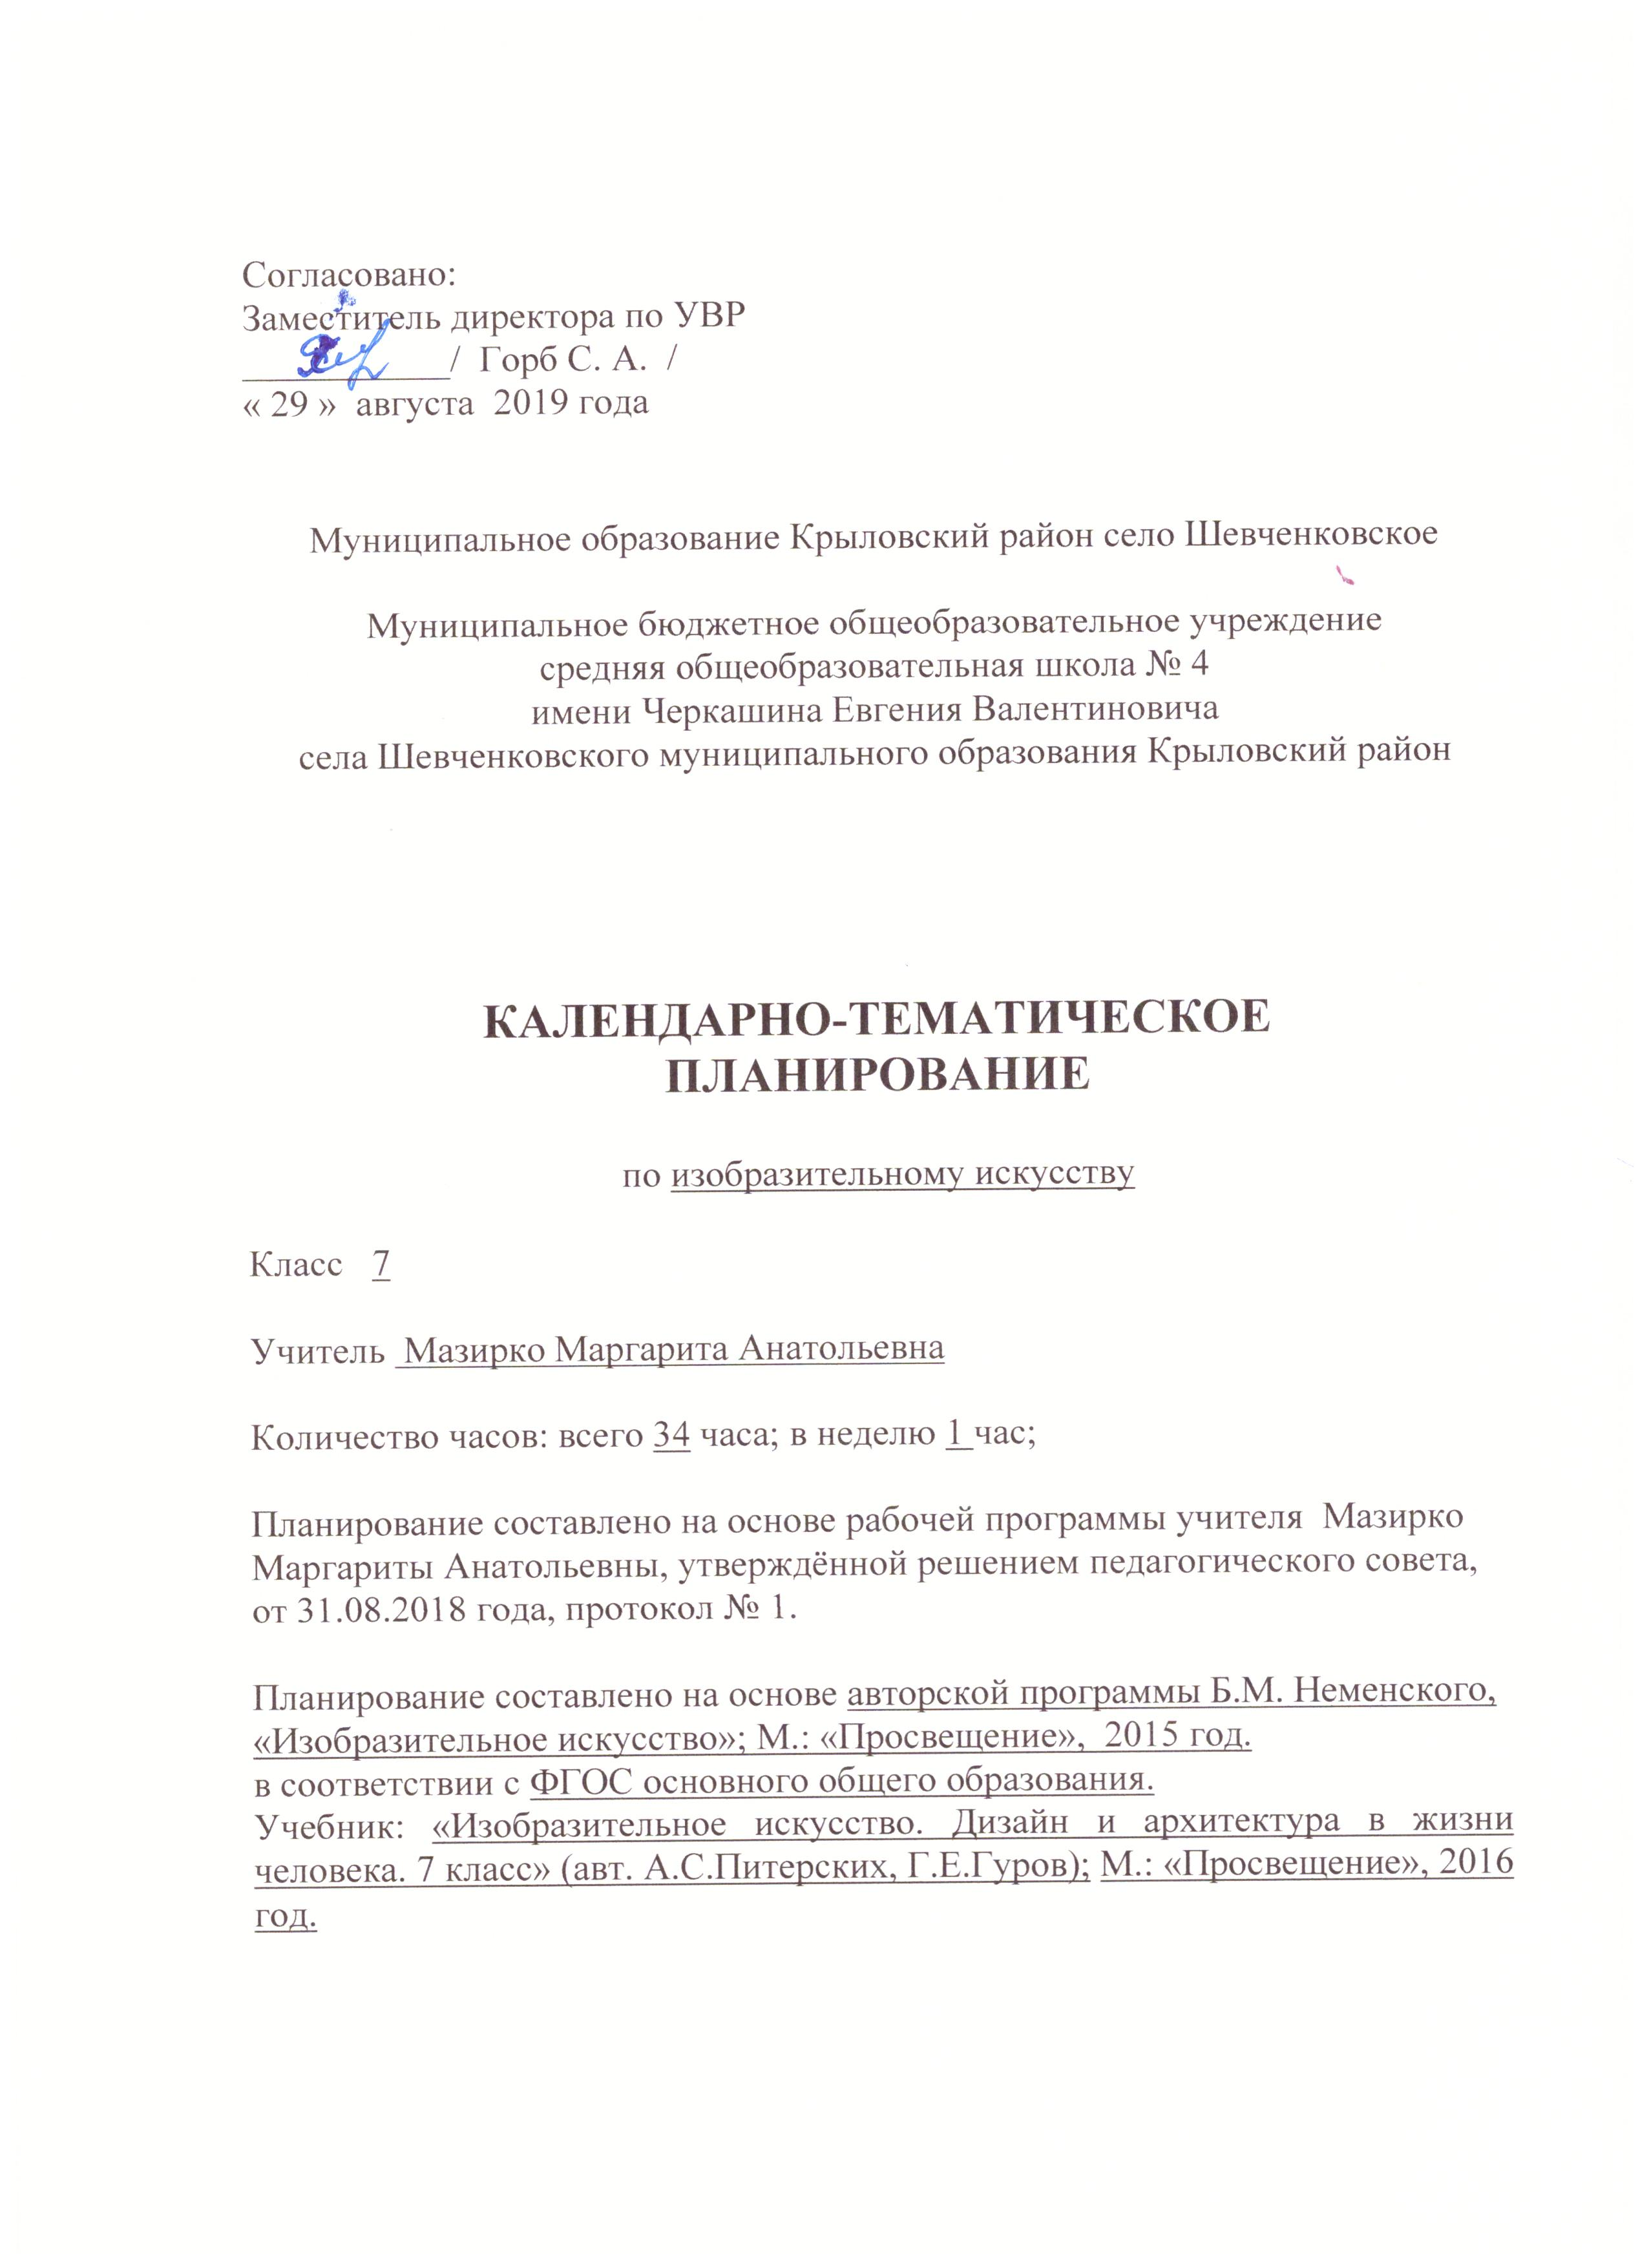 Согласовано:
Заместитель директора по УВР
___________/ Горб С. А. /
« 29 » августа 2019 года
Муниципальное образование Крыловский район село Шевченковское
Муниципальное бюджетное общеобразовательное учреждение
средняя общеобразовательная школа № 4
имени Черкашина Евгения Валентиновича
села Шевченковского муниципального образования Крыловский район
КАЛЕНДАРНО-ТЕМАТИЧЕСКОЕ
ПЛАНИРОВАНИЕ
по изобразительному искусству
Класс 7
Учитель Мазирко Маргарита Анатольевна
Количество часов: всего 34 часа; в неделю 1 час;
Планирование составлено на основе рабочей программы учителя Мазирко
Маргариты Анатольевны, утверждённой решением педагогического совета,
от 31.08.2018 года, протокол № 1.
Планирование составлено на основе авторской программы Б.М. Неменского,
«Изобразительное искусство»; М.: «Просвещение», 2015 год.
в соответствии с ФГОС основного общего образования.
Учебник: «Изобразительное искусство. Дизайн и архитектура в жизни
человека. 7 класс» (авт. А.С.Питерских, Г.Е.Гуров); М.: «Просвещение», 2016
год.